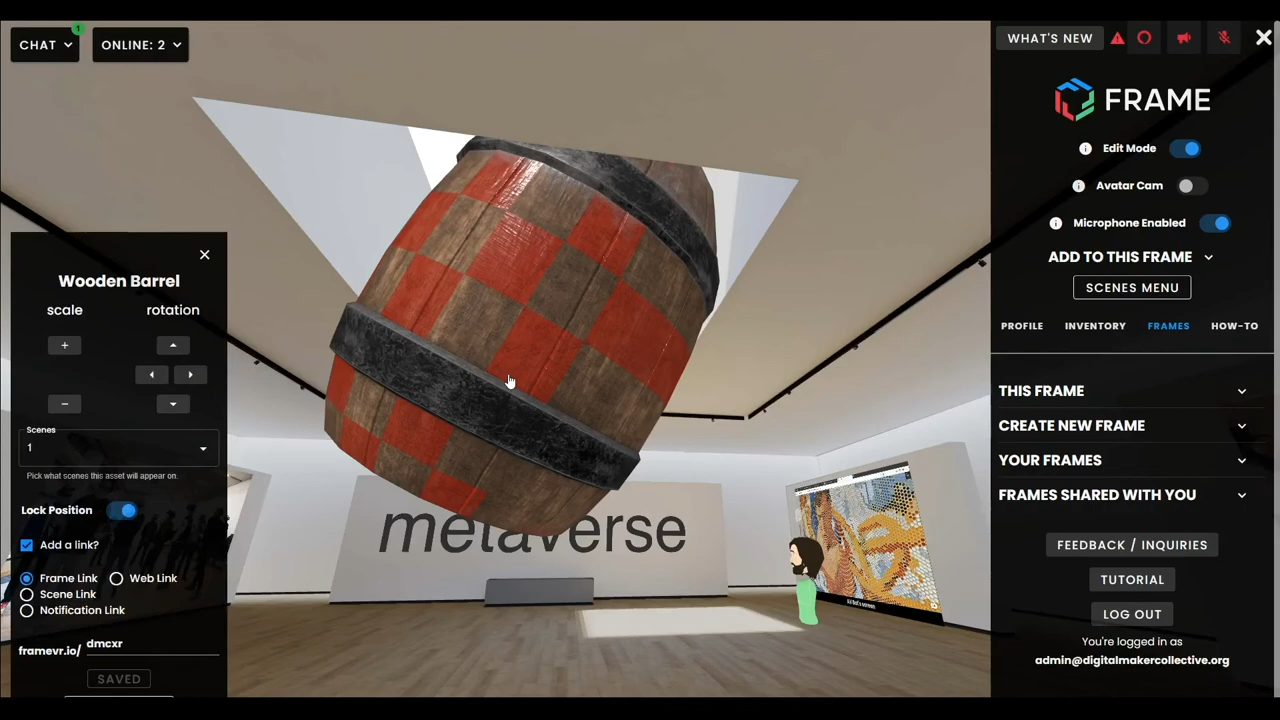 CHAT
1
ONLINE: 2
WHAT'S NEW
FRAME
Edit Mode
Avatar Cam
Microphone Enabled
ADD TO THIS FRAME
SCENES MENU
PROFILE INVENTORY FRAMES HOW-TO
THIS FRAME
CREATE NEW FRAME
YOUR FRAMES
FRAMES SHARED WITH YOU
FEEDBACK / INQUIRIES
TUTORIAL
LOG OUT
You're logged in as
admin@digitalmakercollective.org
Wooden Barrel
scale rotation
Scenes
1
Pick what scenes this asset will appear on.
Lock Position
Add a link?
Frame Link Web Link
Scene Link
Notification Link
framevr.io/ dmcxr
SAVED
metaverse